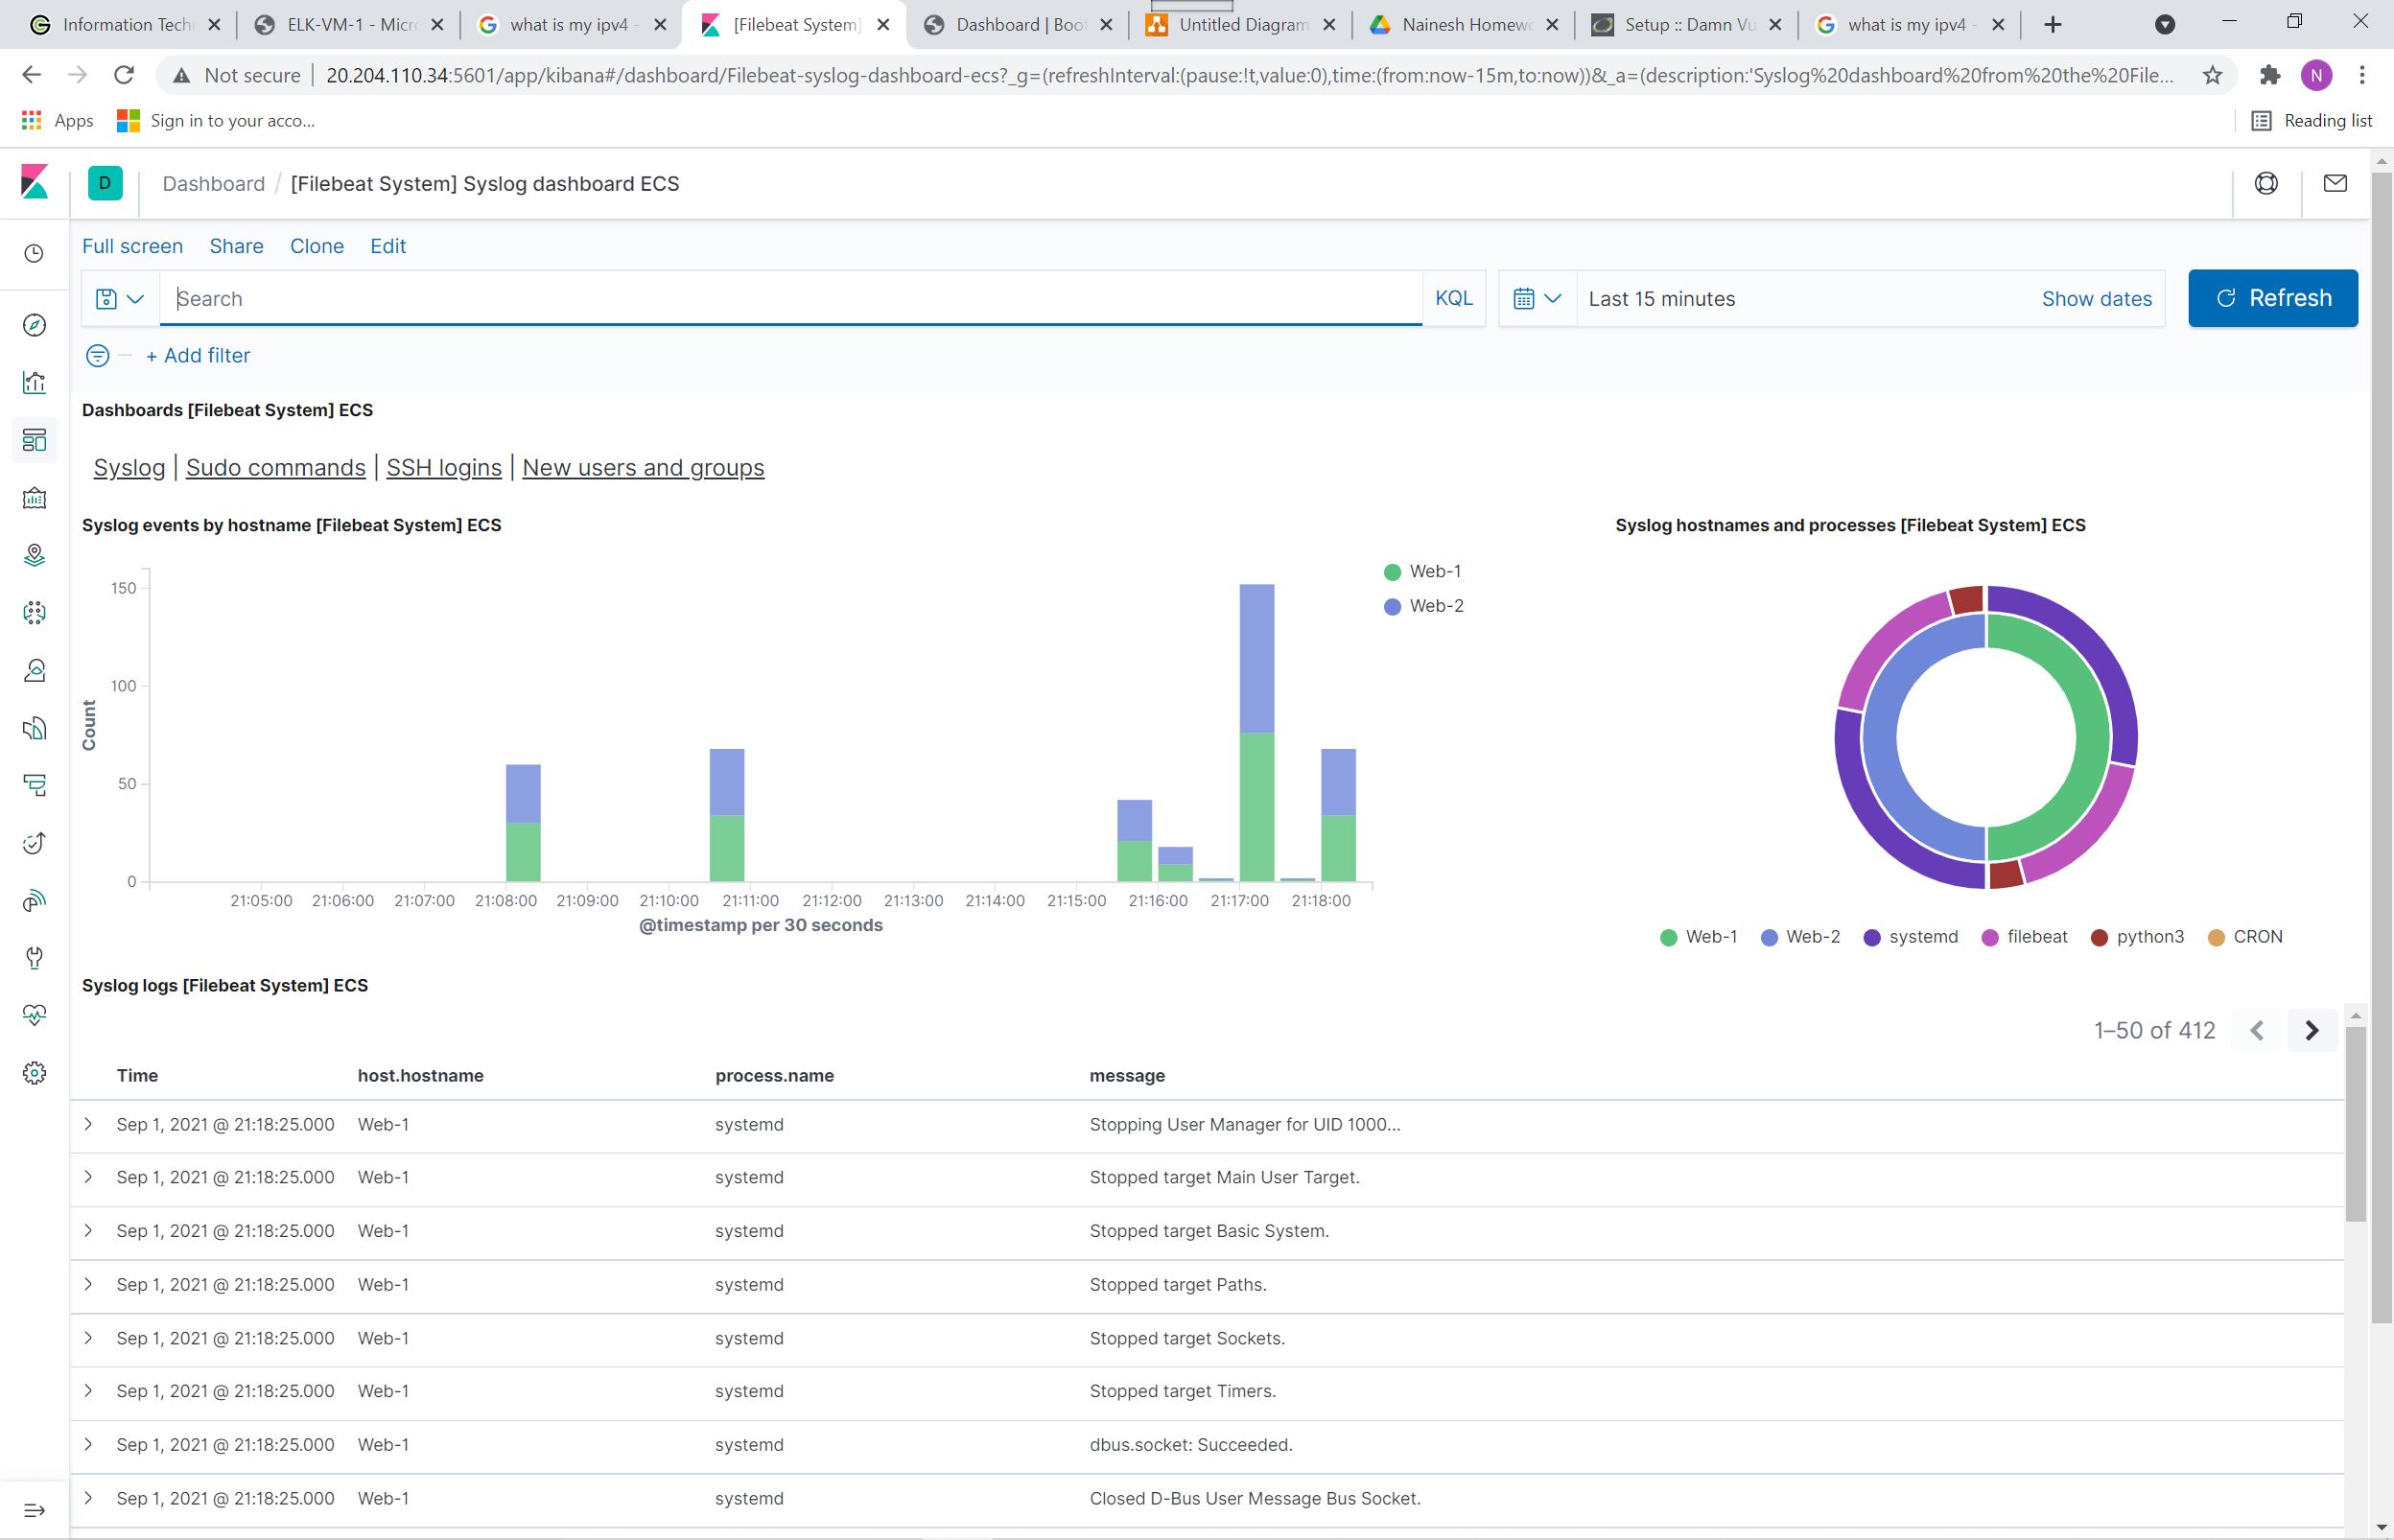 Information Tech
ELK-VM-1 - Micr
what is my ipv4 -
[Filebeat System]
Dashboard | Boo
Untitled Diagram
Nainesh Homew
Setup :: Damn Vu
what is my ipv4 -
Not secure
20.204.110.34:5601/app/kibana#/dashboard/Filebeat-syslog-dashboard-ecs?_g=(refreshInterval:(pause:!t,value:0),time:(from:now-15m,to:now))&_a=(description:'Syslog%20dashboard%20from%20the%20File...
N
Apps
Sign in to your acco...
Reading list
D
Dashboard / [Filebeat System] Syslog dashboard ECS
Full screen Share Clone Edit
Search
KQL
Last 15 minutes
Show dates
Refresh
+ Add filter
Dashboards [Filebeat System] ECS
Syslog | Sudo commands | SSH logins | New users and groups
Syslog events by hostname [Filebeat System] ECS
Count
150
100
50
0
21:05:00 21:06:00 21:07:00 21:08:00 21:09:00 21:10:00 21:11:00 21:12:00 21:13:00 21:14:00 21:15:00 21:16:00 21:17:00 21:18:00
@timestamp per 30 seconds
Web-1
Web-2
Syslog hostnames and processes [Filebeat System] ECS
Web-1 Web-2 systemd filebeat python3 CRON
Syslog logs [Filebeat System] ECS
1–50 of 412
Time host.hostname process.name message
Sep 1, 2021 @ 21:18:25.000 Web-1 systemd Stopping User Manager for UID 1000...
Sep 1, 2021 @ 21:18:25.000 Web-1 systemd Stopped target Main User Target.
Sep 1, 2021 @ 21:18:25.000 Web-1 systemd Stopped target Basic System.
Sep 1, 2021 @ 21:18:25.000 Web-1 systemd Stopped target Paths.
Sep 1, 2021 @ 21:18:25.000 Web-1 systemd Stopped target Sockets.
Sep 1, 2021 @ 21:18:25.000 Web-1 systemd Stopped target Timers.
Sep 1, 2021 @ 21:18:25.000 Web-1 systemd dbus.socket: Succeeded.
Sep 1, 2021 @ 21:18:25.000 Web-1 systemd Closed D-Bus User Message Bus Socket.